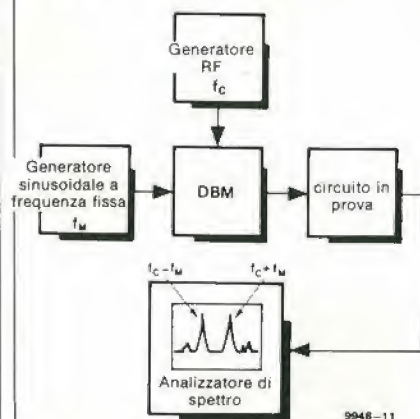 Generatore
RF
fC
Generatore
sinusoidale a
frequenza fissa
fM
DBM
circuito in
prova
fC-fM
fC+fM
Analizzatore di
spettro
9948-11